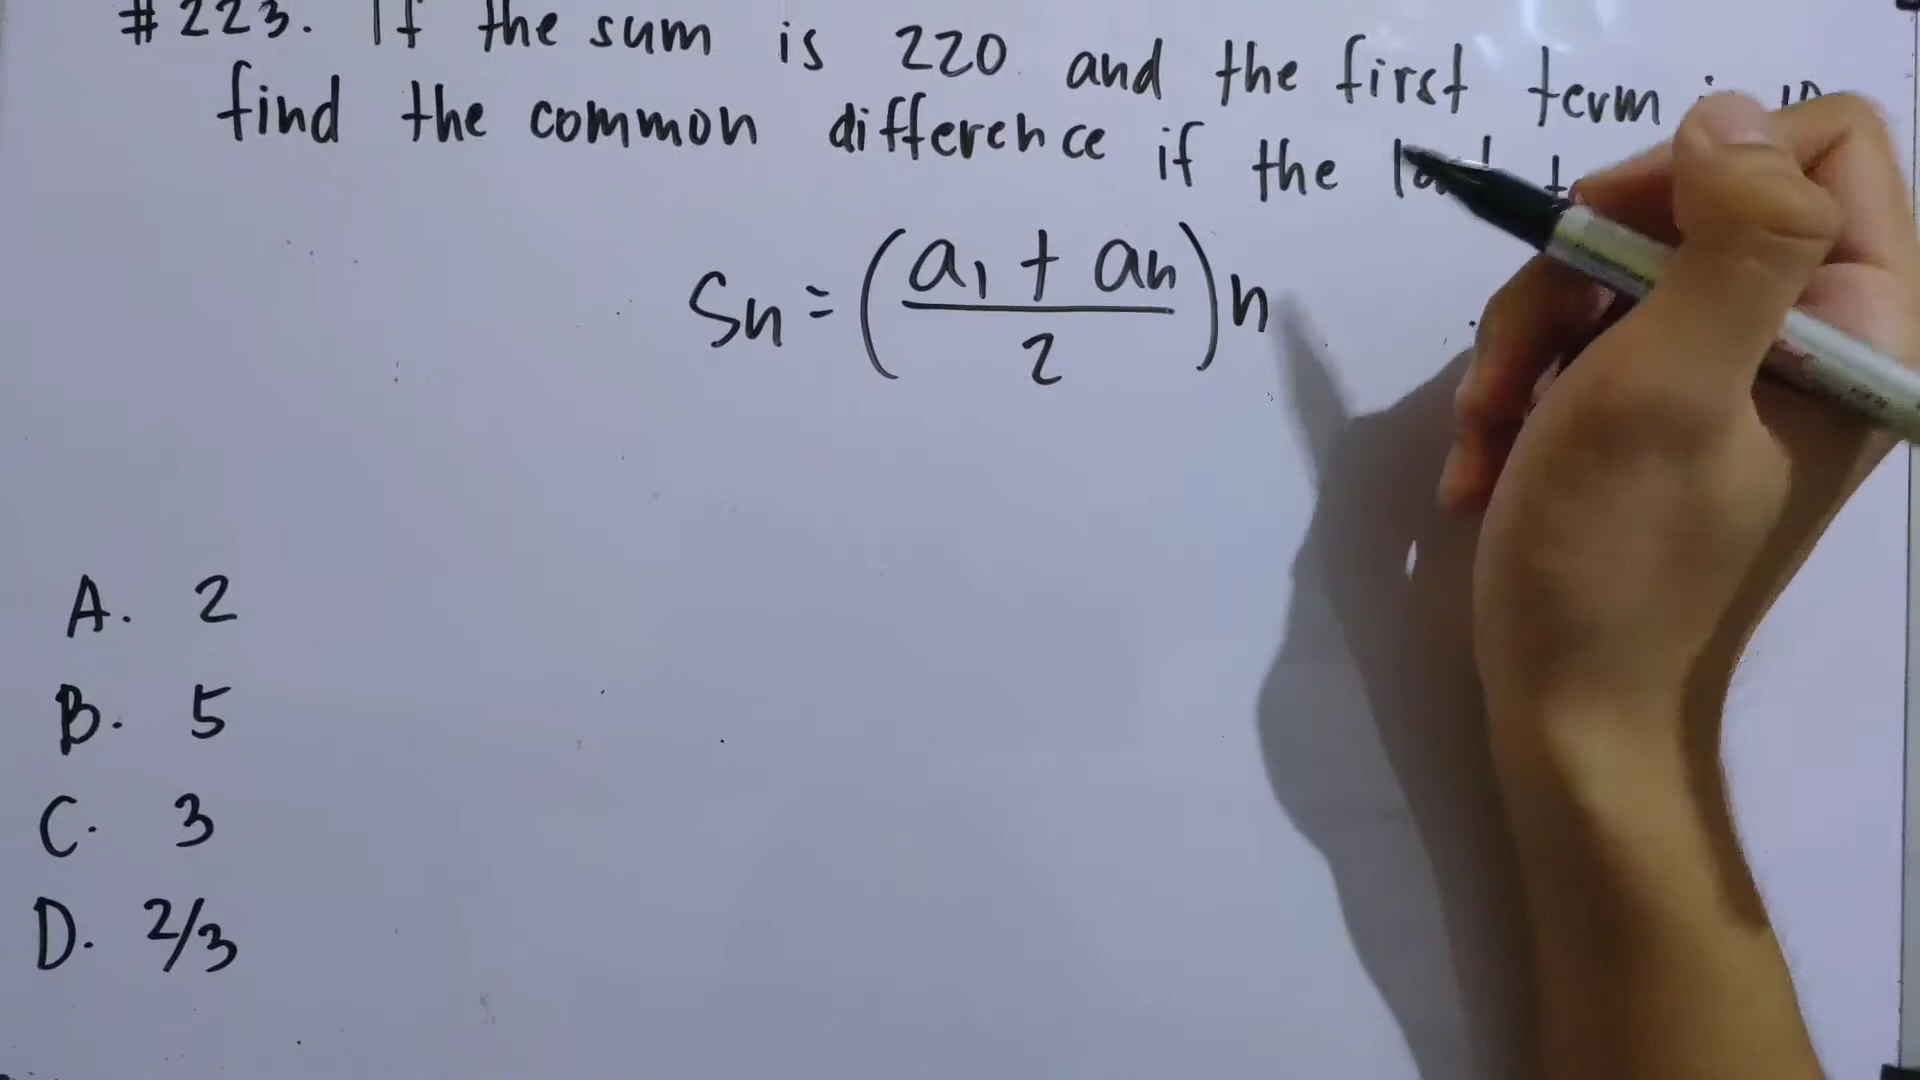 #223. If the sum is 220 and the first term
find the common difference if the
Sn = (a1 + an / 2) n
A. 2
B. 5
C. 3
D. 2/3